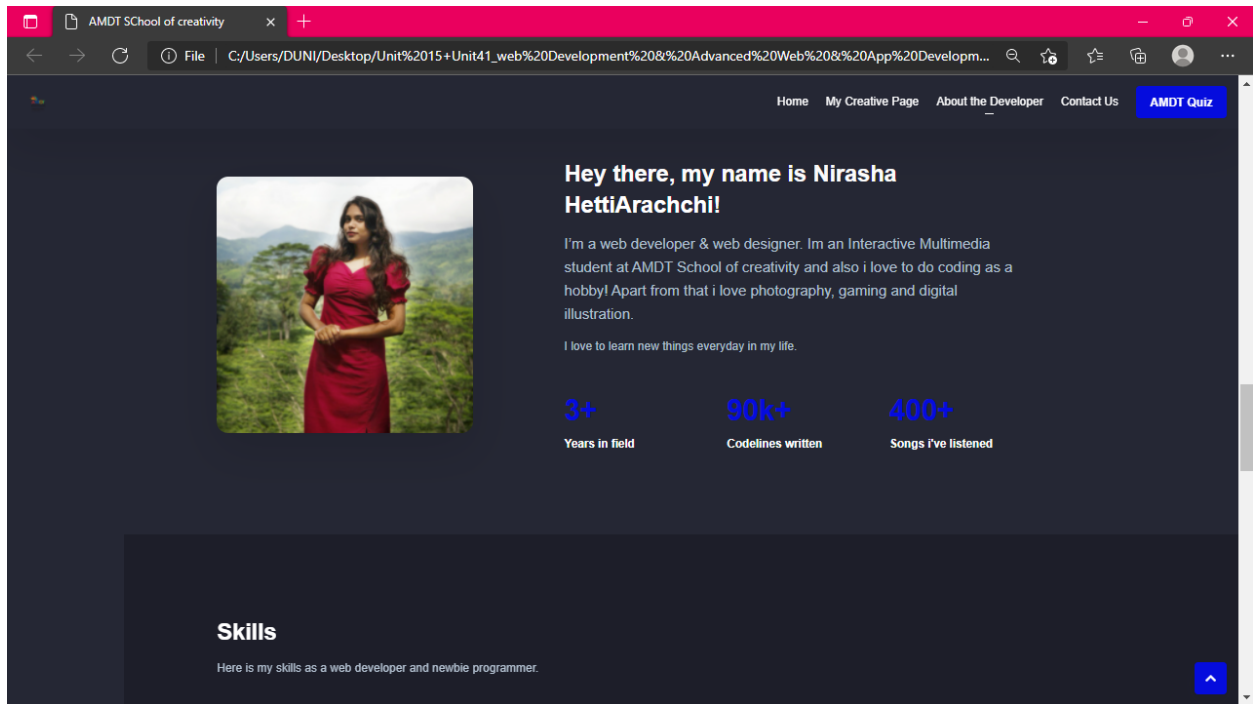 AMDT SChool of creativity
File
C:/Users/DUNI/Desktop/Unit%2015+Unit41_web%20Development%20&%20Advanced%20Web%20&%20App%20Developm...
Home My Creative Page About the Developer Contact Us AMDT Quiz
Hey there, my name is Nirasha
HettiArachchi!
I'm a web developer & web designer. Im an Interactive Multimedia
student at AMDT School of creativity and also i love to do coding as a
hobby! Apart from that i love photography, gaming and digital
illustration.
I love to learn new things everyday in my life.
3+ 90k+ 400+
Years in field Codelines written Songs i've listened
Skills
Here is my skills as a web developer and newbie programmer.